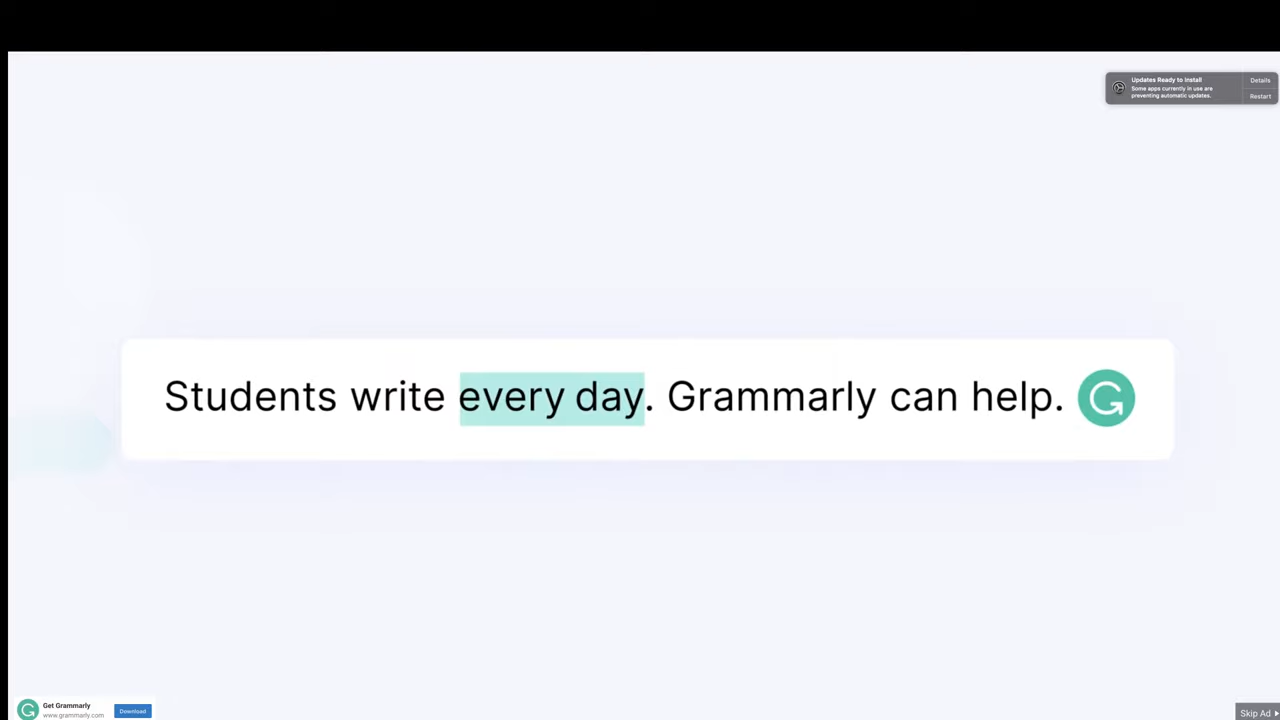 Updates Ready to Install
Details
Some apps currently in use are
preventing automatic updates.
Restart
Students write every day. Grammarly can help.
Get Grammarly
www.grammarly.com
Download
Skip Ad